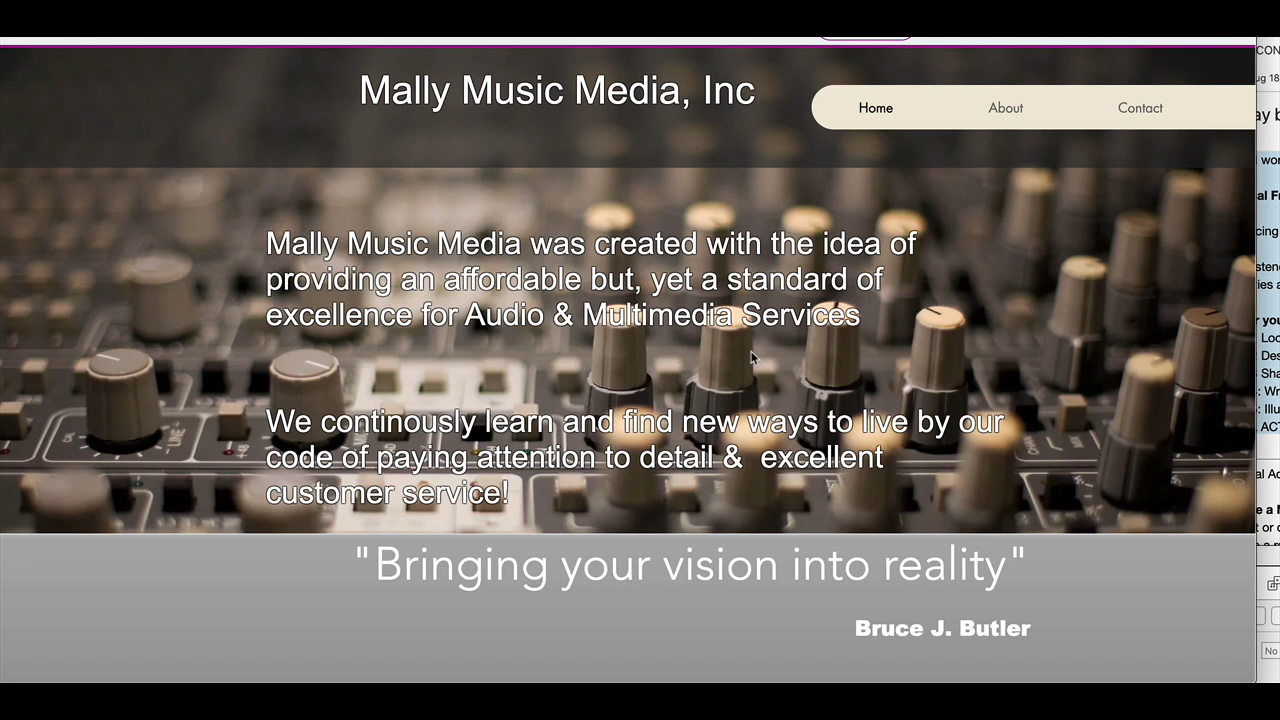 Mally Music Media, Inc
Home
About
Contact
Mally Music Media was created with the idea of
providing an affordable but, yet a standard of
excellence for Audio & Multimedia Services
We continously learn and find new ways to live by our
code of paying attention to detail & excellent
customer service!
"Bringing your vision into reality"
Bruce J. Butler
No